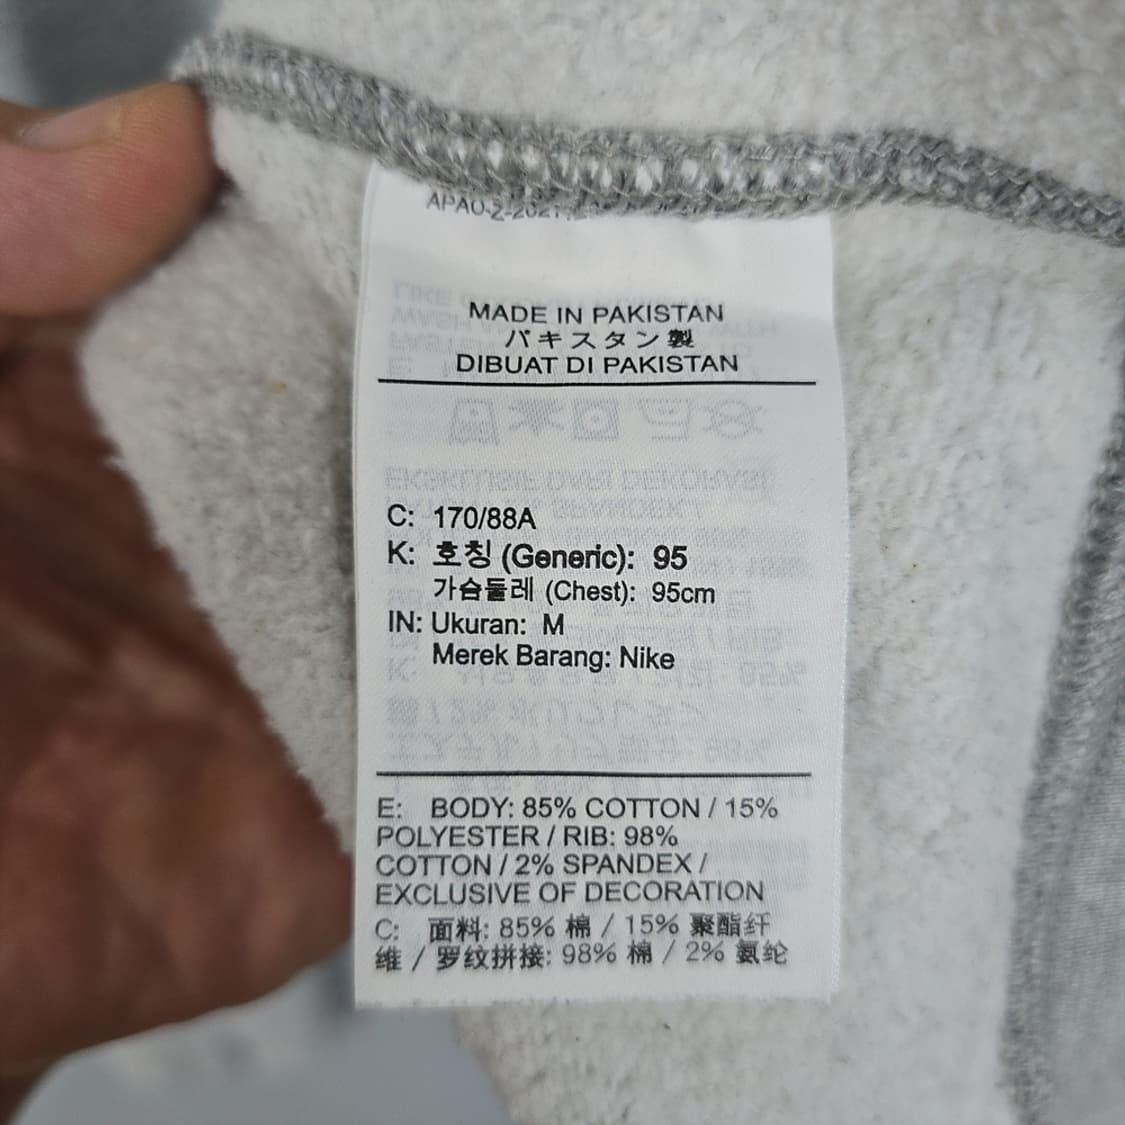 MADE IN PAKISTAN
パキスタン製
DIBUAT DI PAKISTAN
C: 170/88A
K: 호칭 (Generic): 95
가슴둘레 (Chest): 95cm
IN: Ukuran: M
Merek Barang: Nike
E: BODY: 85% COTTON / 15%
POLYESTER / RIB: 98%
COTTON / 2% SPANDEX /
EXCLUSIVE OF DECORATION
C: 面料: 85% 棉 / 15% 聚酯纤
维 / 罗纹拼接: 98% 棉 / 2% 氨纶